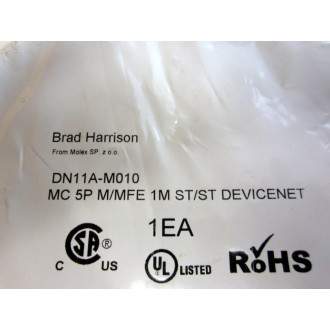 Brad Harrison
From Molex SP. z o.o.
DN11A-M010
MC 5P M/MFE 1M ST/ST DEVICENET
1EA
CSA
C US
UL LISTED
RoHS